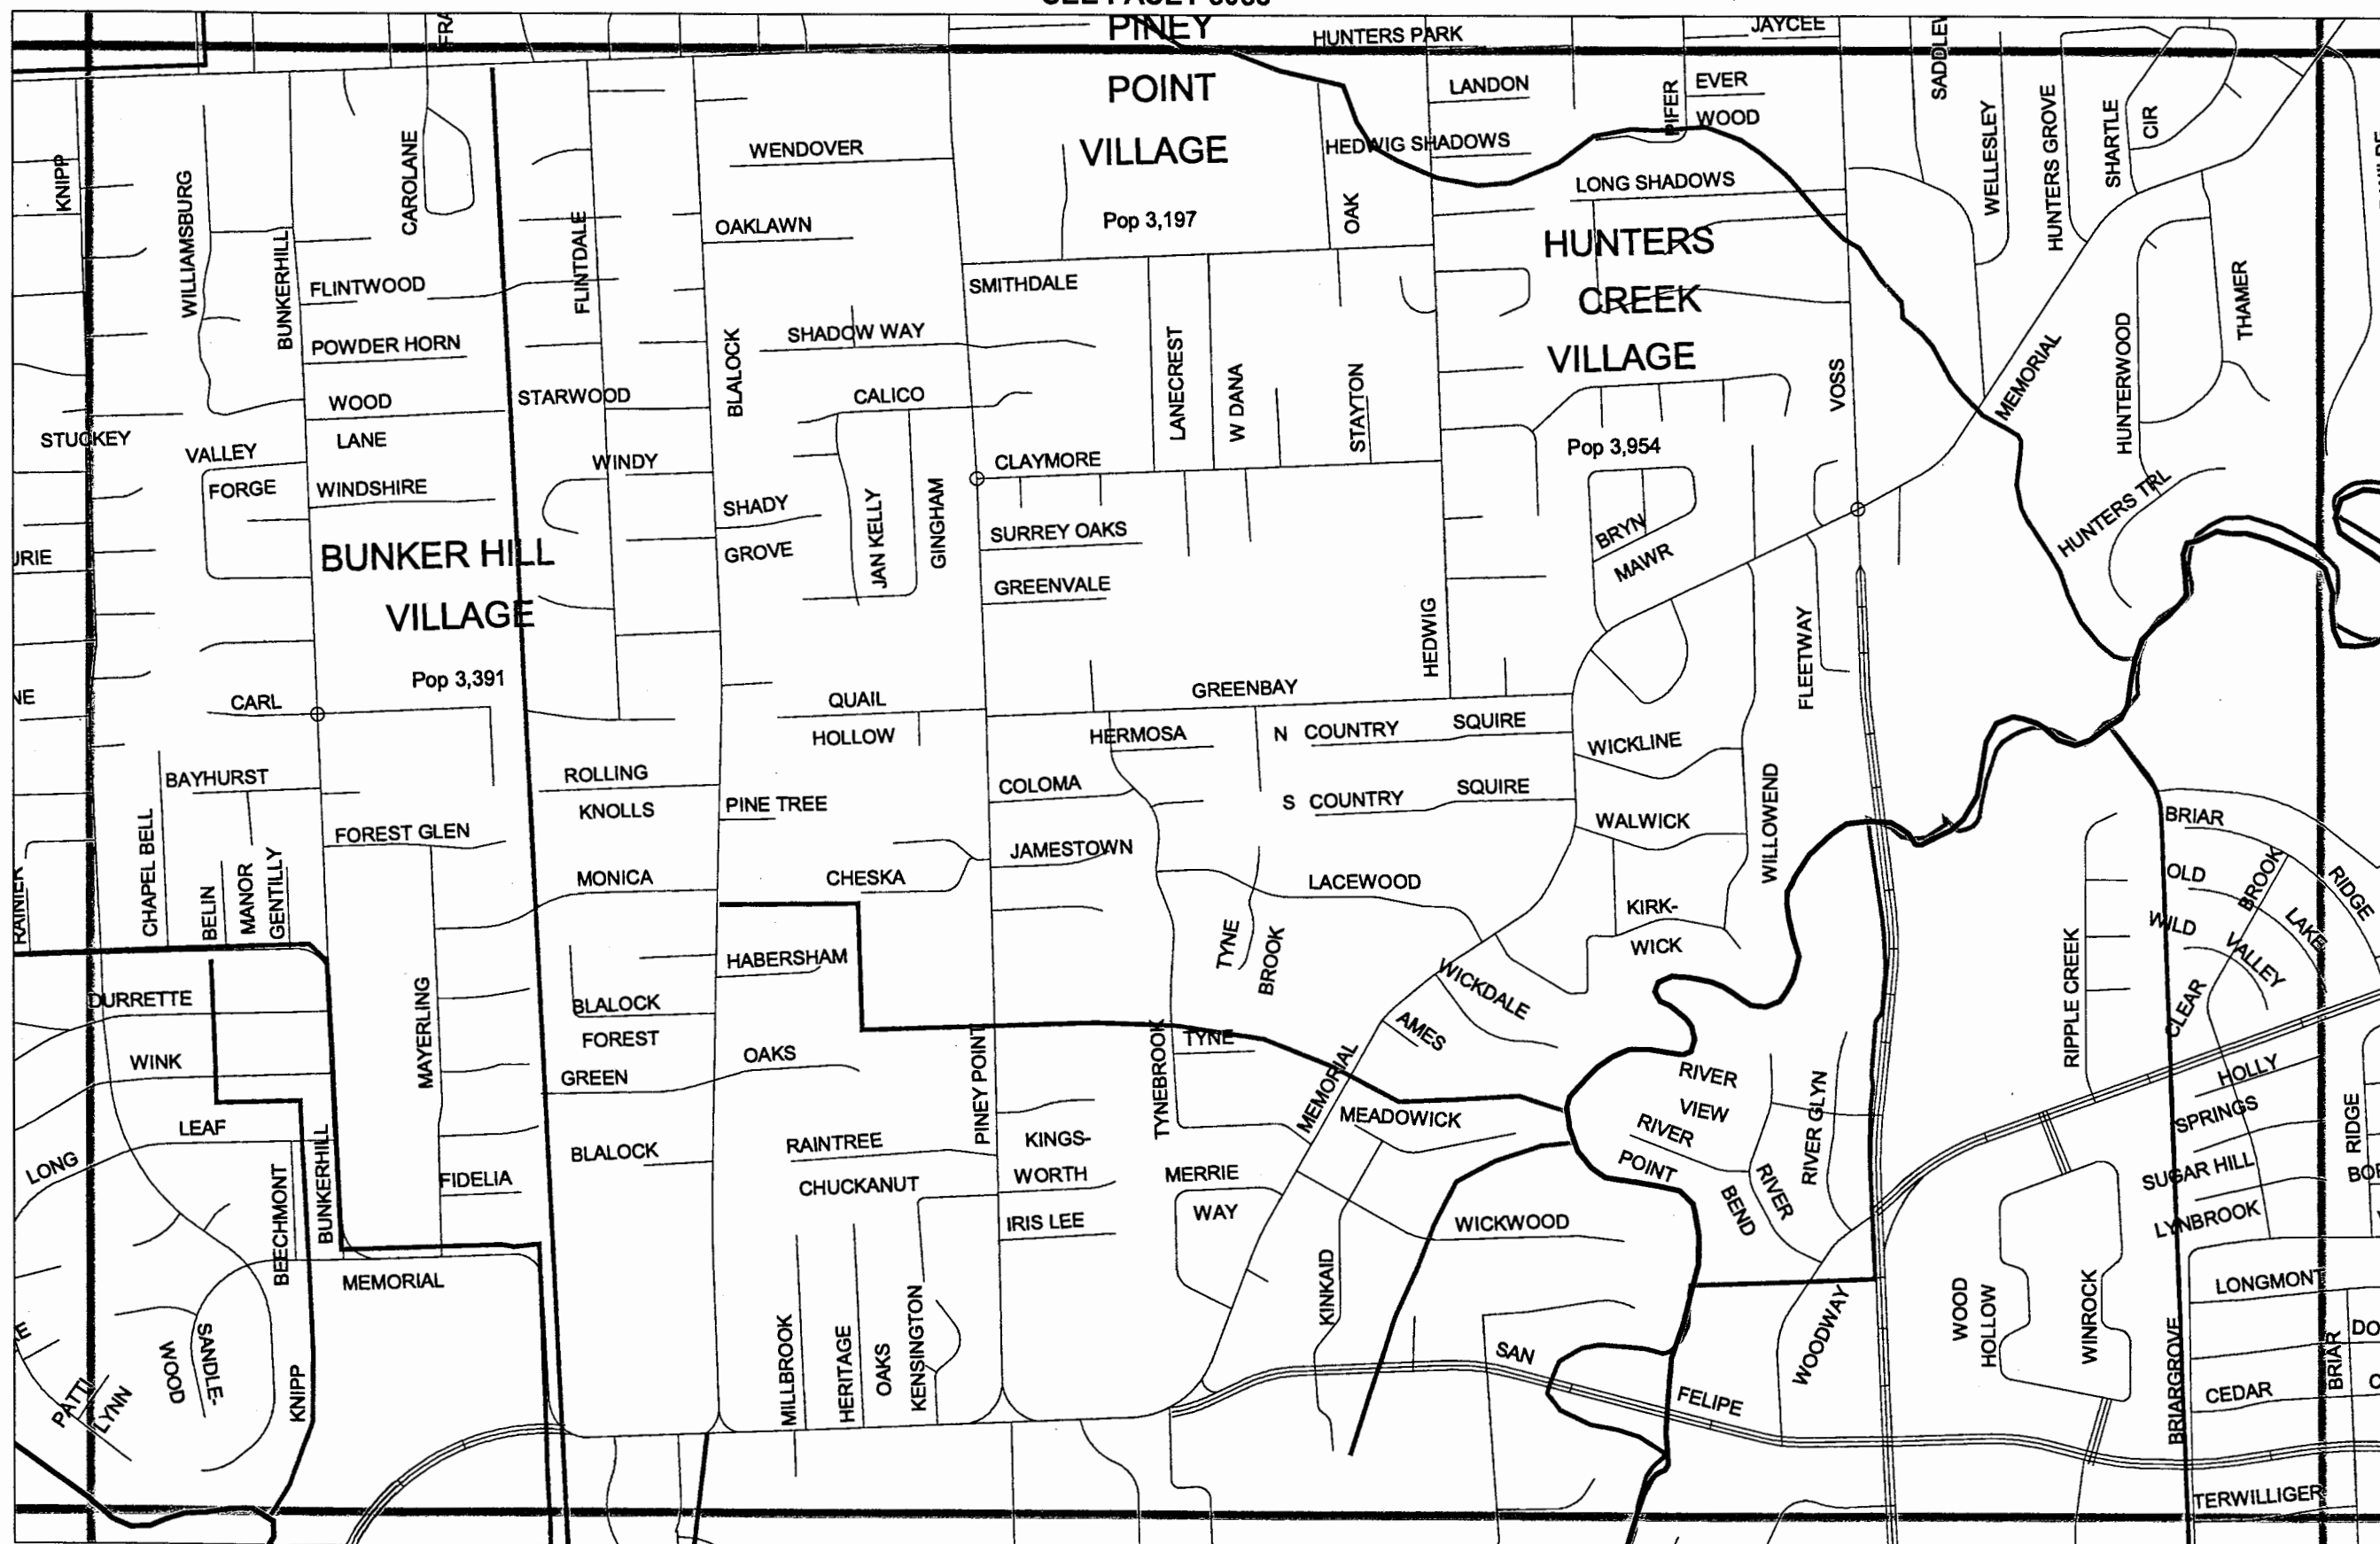 PINEY
HUNTERS PARK
JAYCEE
POINT
LANDON
PIFER
EVER
WOOD
WELLESLEY
HUNTERS GROVE
SHARTLE
CIR
KNIPP
WILLIAMSBURG
CAROLANE
WENDOVER
VILLAGE
HEDWIG SHADOWS
LONG SHADOWS
OAK
BUNKERHILL
FLINTDALE
OAKLAWN
Pop 3,197
HUNTERS
CREEK
VILLAGE
THAMER
FLINTWOOD
SMITHDALE
POWDER HORN
BLALOCK
SHADOW WAY
LANECREST
W DANA
STAYTON
VOSS
MEMORIAL
HUNTERWOOD
WOOD
LANE
STARWOOD
CALICO
STUCKEY
VALLEY
FORGE
WINDY
CLAYMORE
Pop 3,954
WINDSHIRE
SHADY
GROVE
JAN KELLY
GINGHAM
SURREY OAKS
BRYN
MAWR
HUNTERS TRL
BUNKER HILL
VILLAGE
GREENVALE
HEDWIG
FLEETWAY
Pop 3,391
CARL
QUAIL
HOLLOW
GREENBAY
HERMOSA
N COUNTRY SQUIRE
WICKLINE
BAYHURST
ROLLING
KNOLLS
PINE TREE
COLOMA
S COUNTRY SQUIRE
WALWICK
WILLOWEND
BRIAR
RIDGE
CHAPEL BELL
BELIN
MANOR
GENTILLY
FOREST GLEN
MONICA
CHESKA
JAMESTOWN
LACEWOOD
OLD
BROOK
LAKE
KIRK-
WICK
WILD
VALLEY
RAINIER
TYNE
BROOK
RIPPLE CREEK
CLEAR
DURRETTE
MAYERLING
HABERSHAM
BLALOCK
FOREST
WICKDALE
AMES
WINK
OAKS
GREEN
PINEY POINT
TYNEBROOK
TYNE
MEMORIAL
RIVER
VIEW
RIVER GLYN
HOLLY
SPRINGS
LEAF
LONG
BEECHMONT
BUNKERHILL
BLALOCK
RAINTREE
KINGS-
WORTH
MEADOWICK
RIVER
POINT
RIDGE
FIDELIA
CHUCKANUT
MERRIE
WAY
RIVER
BEND
SUGAR HILL
IRIS LEE
WICKWOOD
LYNBROOK
MEMORIAL
KINKAID
LONGMONT
SANDLE-
WOOD
KNIPP
MILLBROOK
HERITAGE
OAKS
KENSINGTON
SAN
FELIPE
WOODWAY
WOOD
HOLLOW
WINROCK
BRIARGROVE
BRIAR
CEDAR
PATTI
LYNN
TERWILLIGER